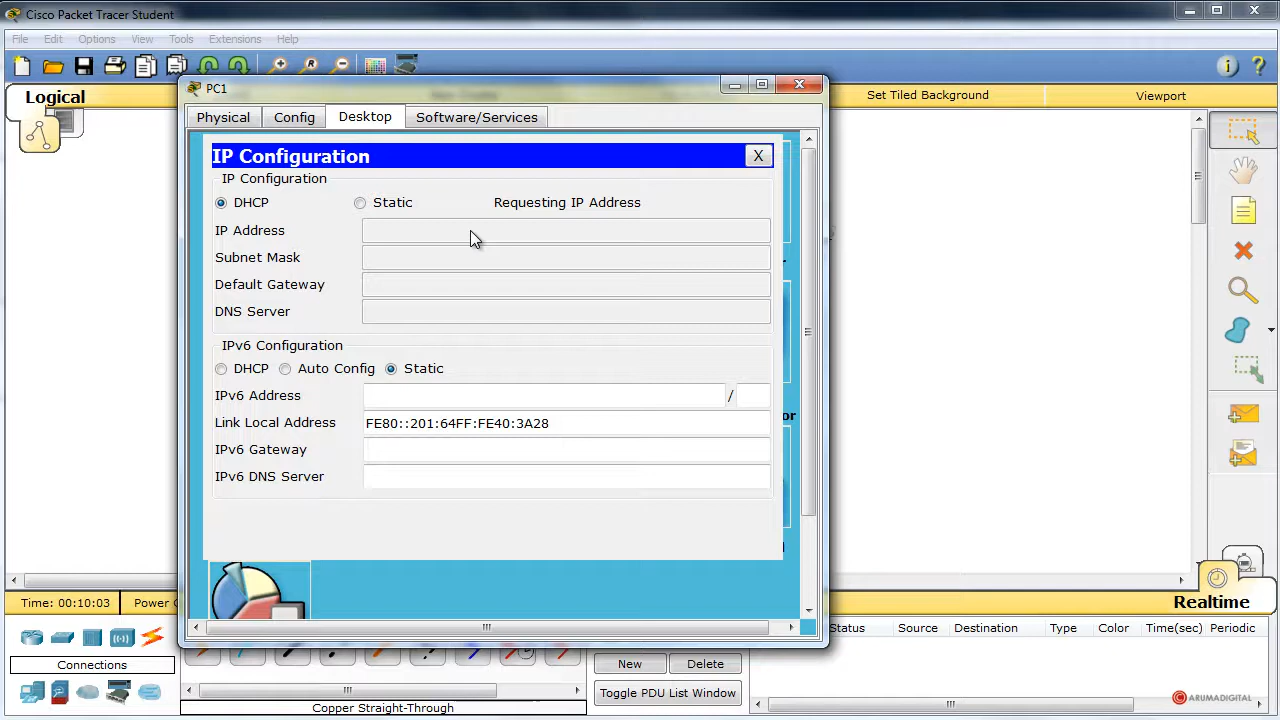 Cisco Packet Tracer Student
File Edit Options View Tools Extensions Help
Logical
Set Tiled Background
Viewport
PC1
Physical Config Desktop Software/Services
IP Configuration X
IP Configuration
DHCP Static Requesting IP Address
IP Address
Subnet Mask
Default Gateway
DNS Server
IPv6 Configuration
DHCP Auto Config Static
IPv6 Address /
Link Local Address FE80::201:64FF:FE40:3A28
IPv6 Gateway
IPv6 DNS Server
or
Time: 00:10:03 Power C
Realtime
Status Source Destination Type Color Time(sec) Periodic
Connections
New Delete
Toggle PDU List Window
Copper Straight-Through
C ARUMADIGITAL